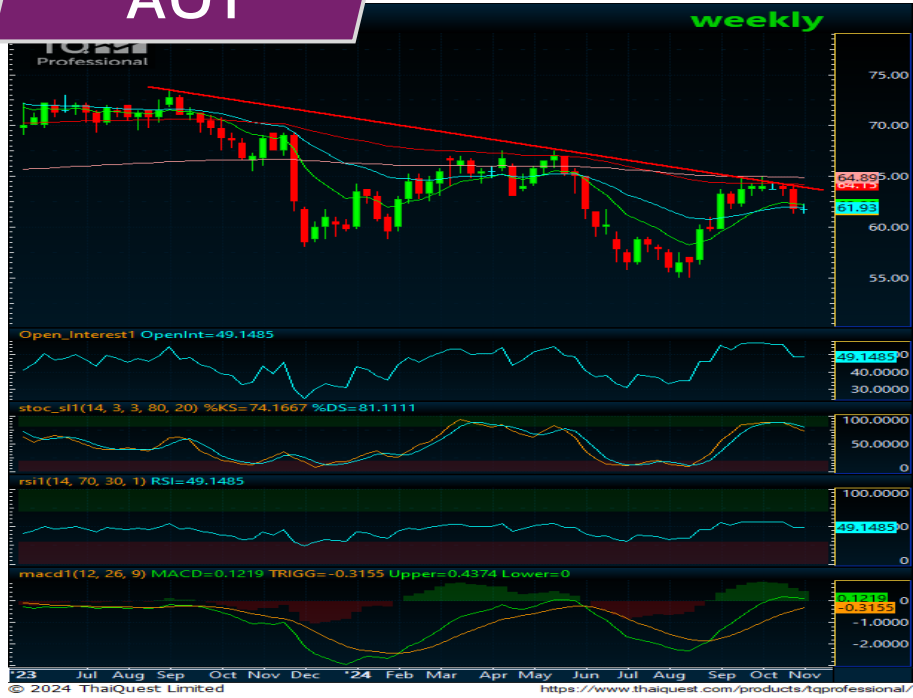 AOT
weekly
Professional
75.00
70.00
64.89
5.00
64.15
61.93
60.00
55.00
Open_Interest1 OpenInt=49.1485
49.1485
40.0000
30.0000
stoc_sl1(14, 3, 3, 80, 20) %KS=74.1667 %DS=81.1111
100.0000
50.0000
0
rsi1(14, 70, 30, 1) RSI=49.1485
100.0000
49.1485
0
macd1(12, 26, 9) MACD=0.1219 TRIGG=-0.3155 Upper=0.4374 Lower=0
0
0.1219
-0.3155
-1.0000
-2.0000
'23 Jul Aug Sep Oct Nov Dec '24 Feb Mar Apr May Jun Jul Aug Sep Oct Nov
© 2024 ThaiQuest Limited https://www.thaiquest.com/products/tqprofessional/